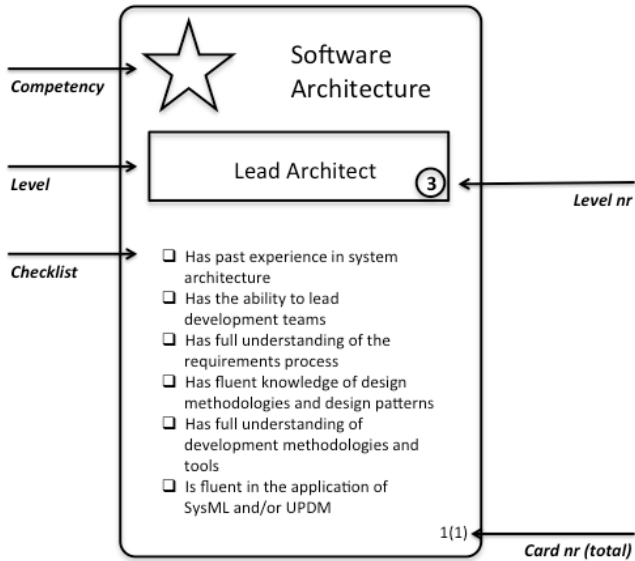 Software
Architecture
Competency
Lead Architect
3
Level
Level nr
Checklist
❑ Has past experience in system
architecture
❑ Has the ability to lead
development teams
❑ Has full understanding of the
requirements process
❑ Has fluent knowledge of design
methodologies and design patterns
❑ Has full understanding of
development methodologies and
tools
❑ Is fluent in the application of
SysML and/or UPDM
1(1)
Card nr (total)